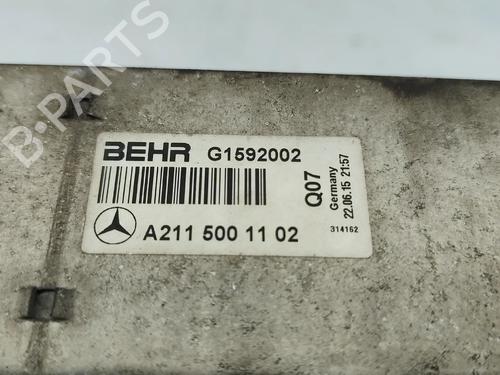 B-PARTS
BEHR G1592002
A211 500 11 02
Q07
Germany
22.06.15 21:57
314162